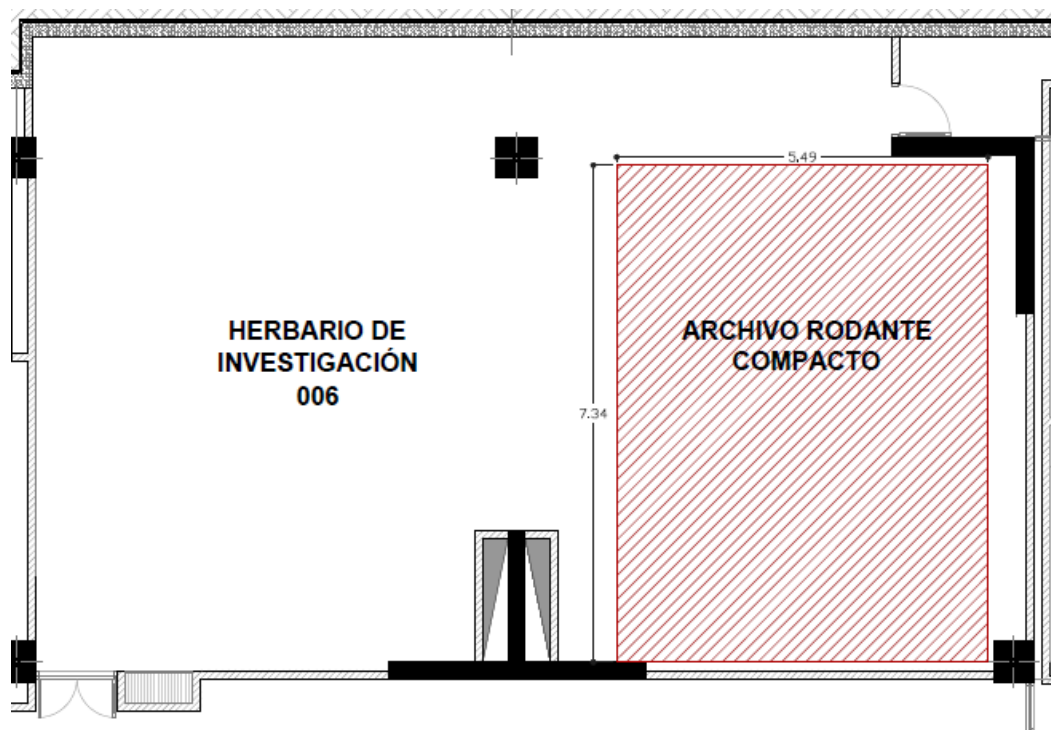 5.49
HERBARIO DE
INVESTIGACIÓN
006
ARCHIVO RODANTE
COMPACTO
7.34